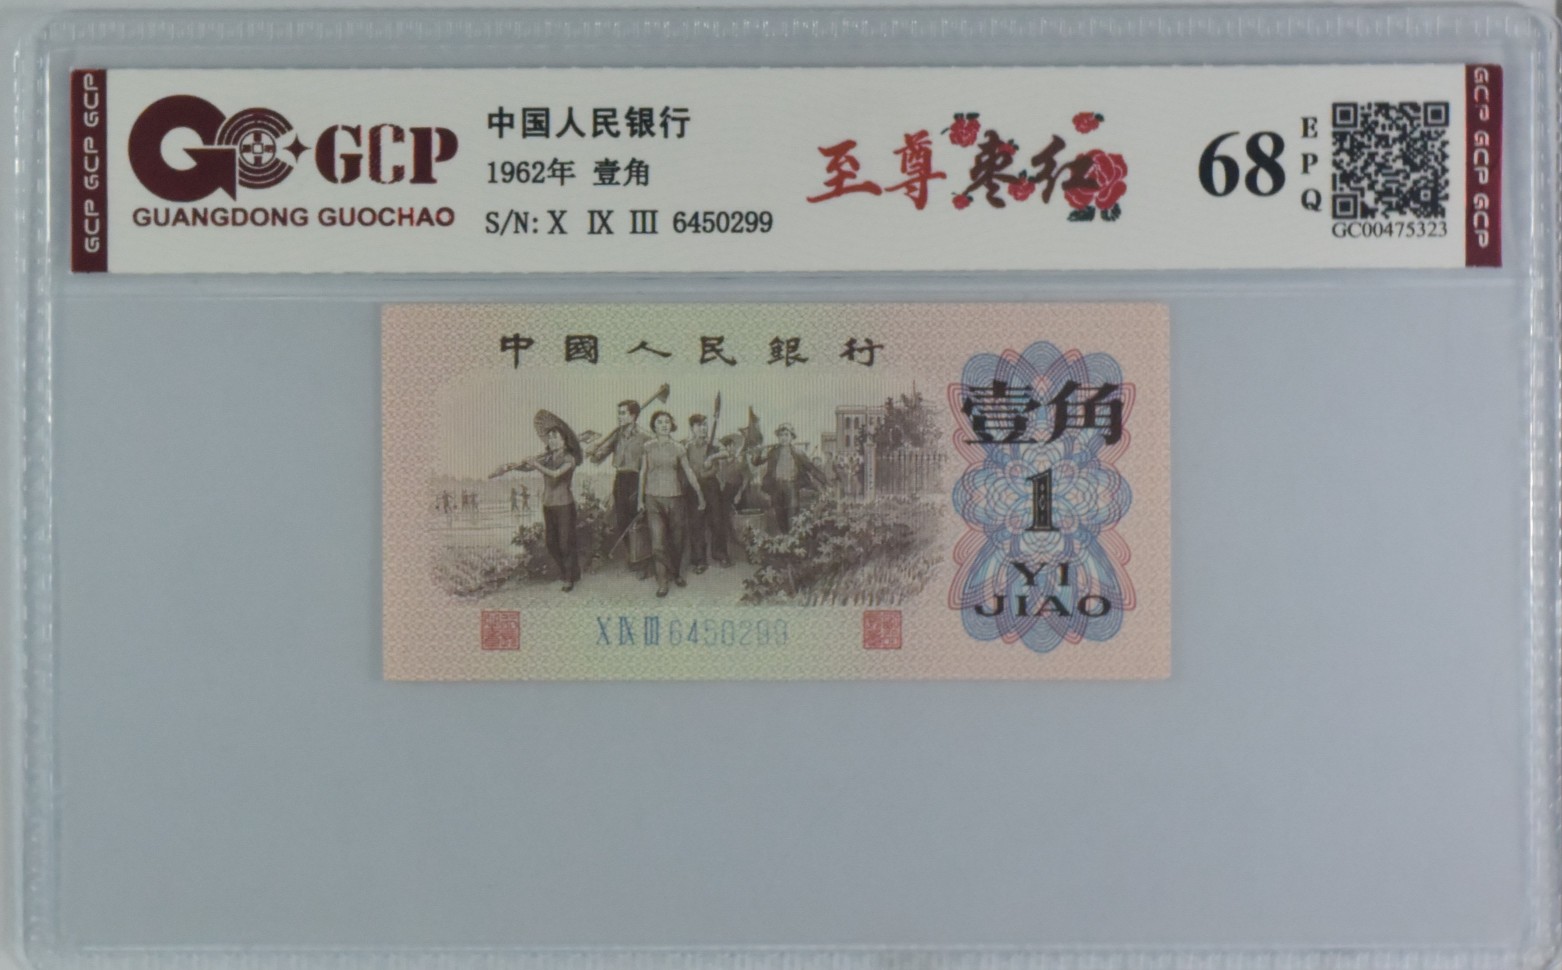 GCP GCP GCP
GCP
GUANGDONG GUOCHAO
中国人民银行
1962年 壹角
S/N: X IX III 6450299
至尊枣红
68
EPQ
GC00475323
GCP GCP GCP
中國人民銀行
壹角
1
YI
JIAO
X IX III 6450299